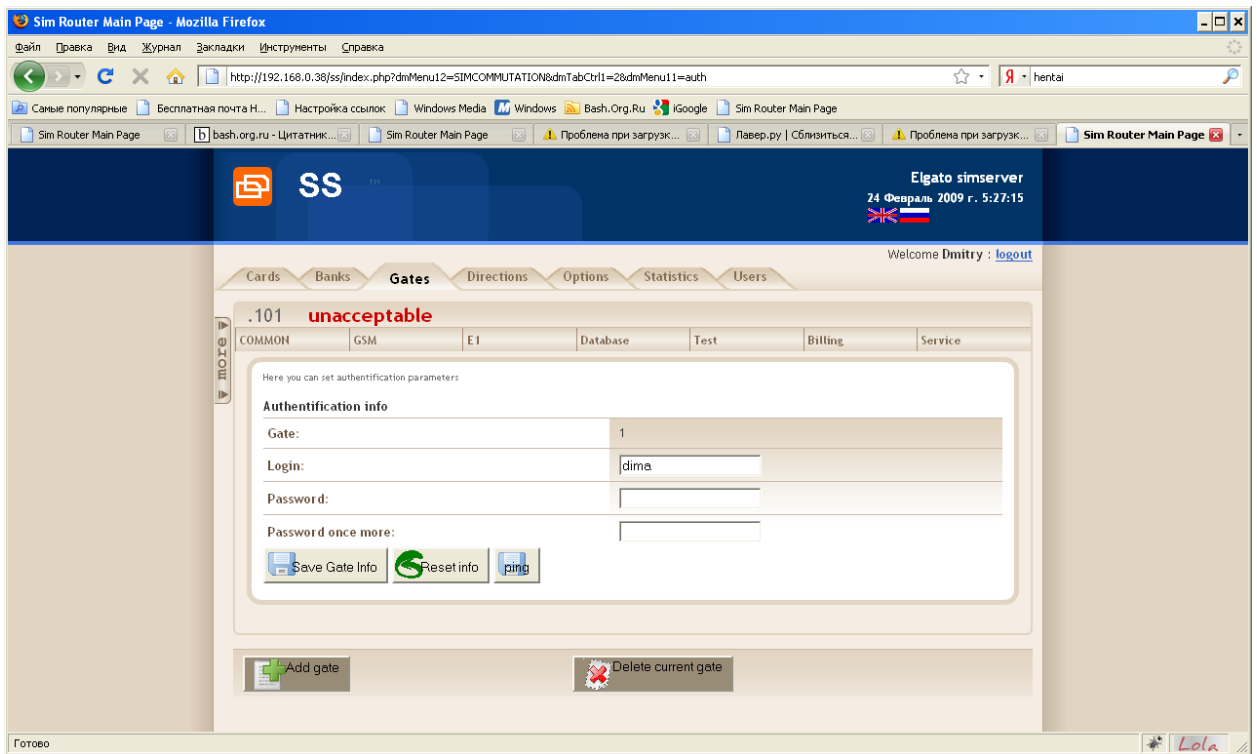 Sim Router Main Page - Mozilla Firefox
Файл Правка Вид Журнал Закладки Инструменты Справка
http://192.168.0.38/ss/index.php?dmMenu12=SIMCOMMUTATION&dmTabCtrl1=2&dmMenu11=auth Я hentai
Самые популярные Бесплатная почта H... Настройка ссылок Windows Media Windows Bash.Org.Ru iGoogle Sim Router Main Page
Sim Router Main Page bash.org.ru - Цитатник... Sim Router Main Page Проблема при загрузк... Лавер.ру | Сблизиться... Проблема при загрузк... Sim Router Main Page
SS ™
Elgato simserver
24 Февраль 2009 г. 5:27:15
Welcome Dmitry : logout
Cards Banks Gates Directions Options Statistics Users
.101 unacceptable
more
COMMON GSM E1 Database Test Billing Service
Here you can set authentification parameters
Authentification info
Gate: 1
Login: dima
Password:
Password once more:
Save Gate Info Reset info ping
Add gate Delete current gate
Готово Lola